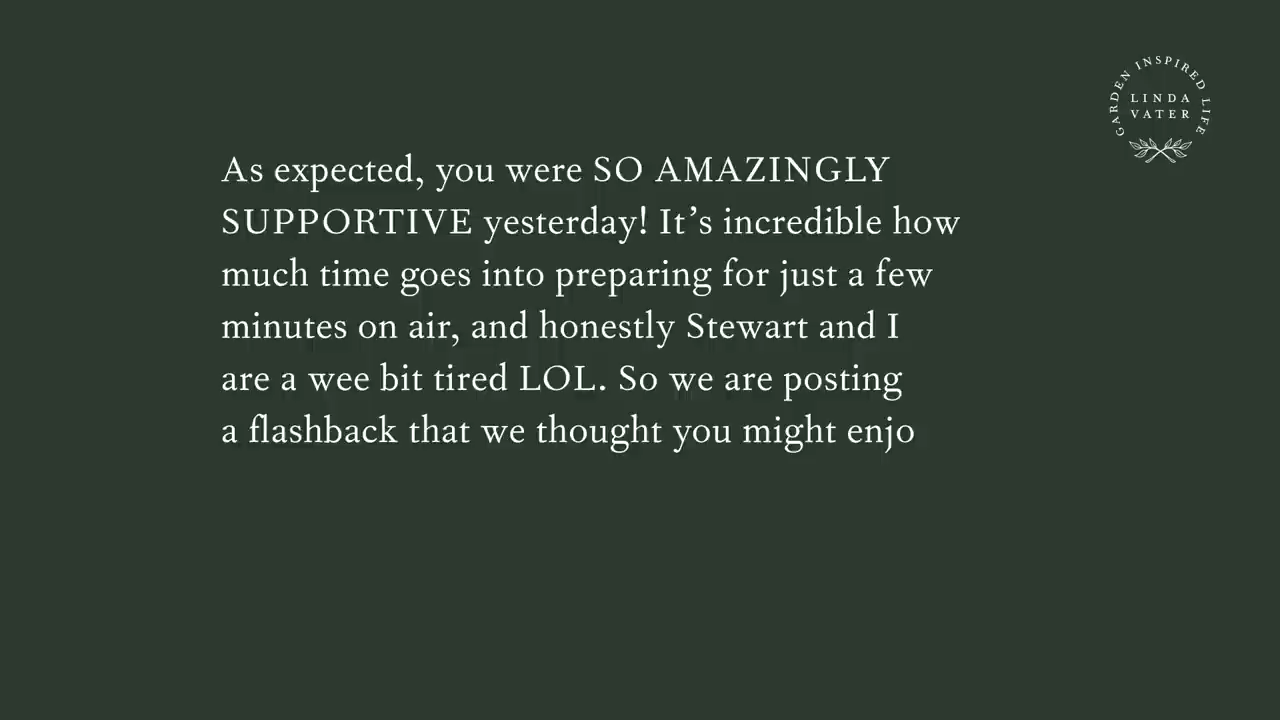 GARDEN INSPIRED LIFE
LINDA
VATER
As expected, you were SO AMAZINGLY
SUPPORTIVE yesterday! It’s incredible how
much time goes into preparing for just a few
minutes on air, and honestly Stewart and I
are a wee bit tired LOL. So we are posting
a flashback that we thought you might enjo